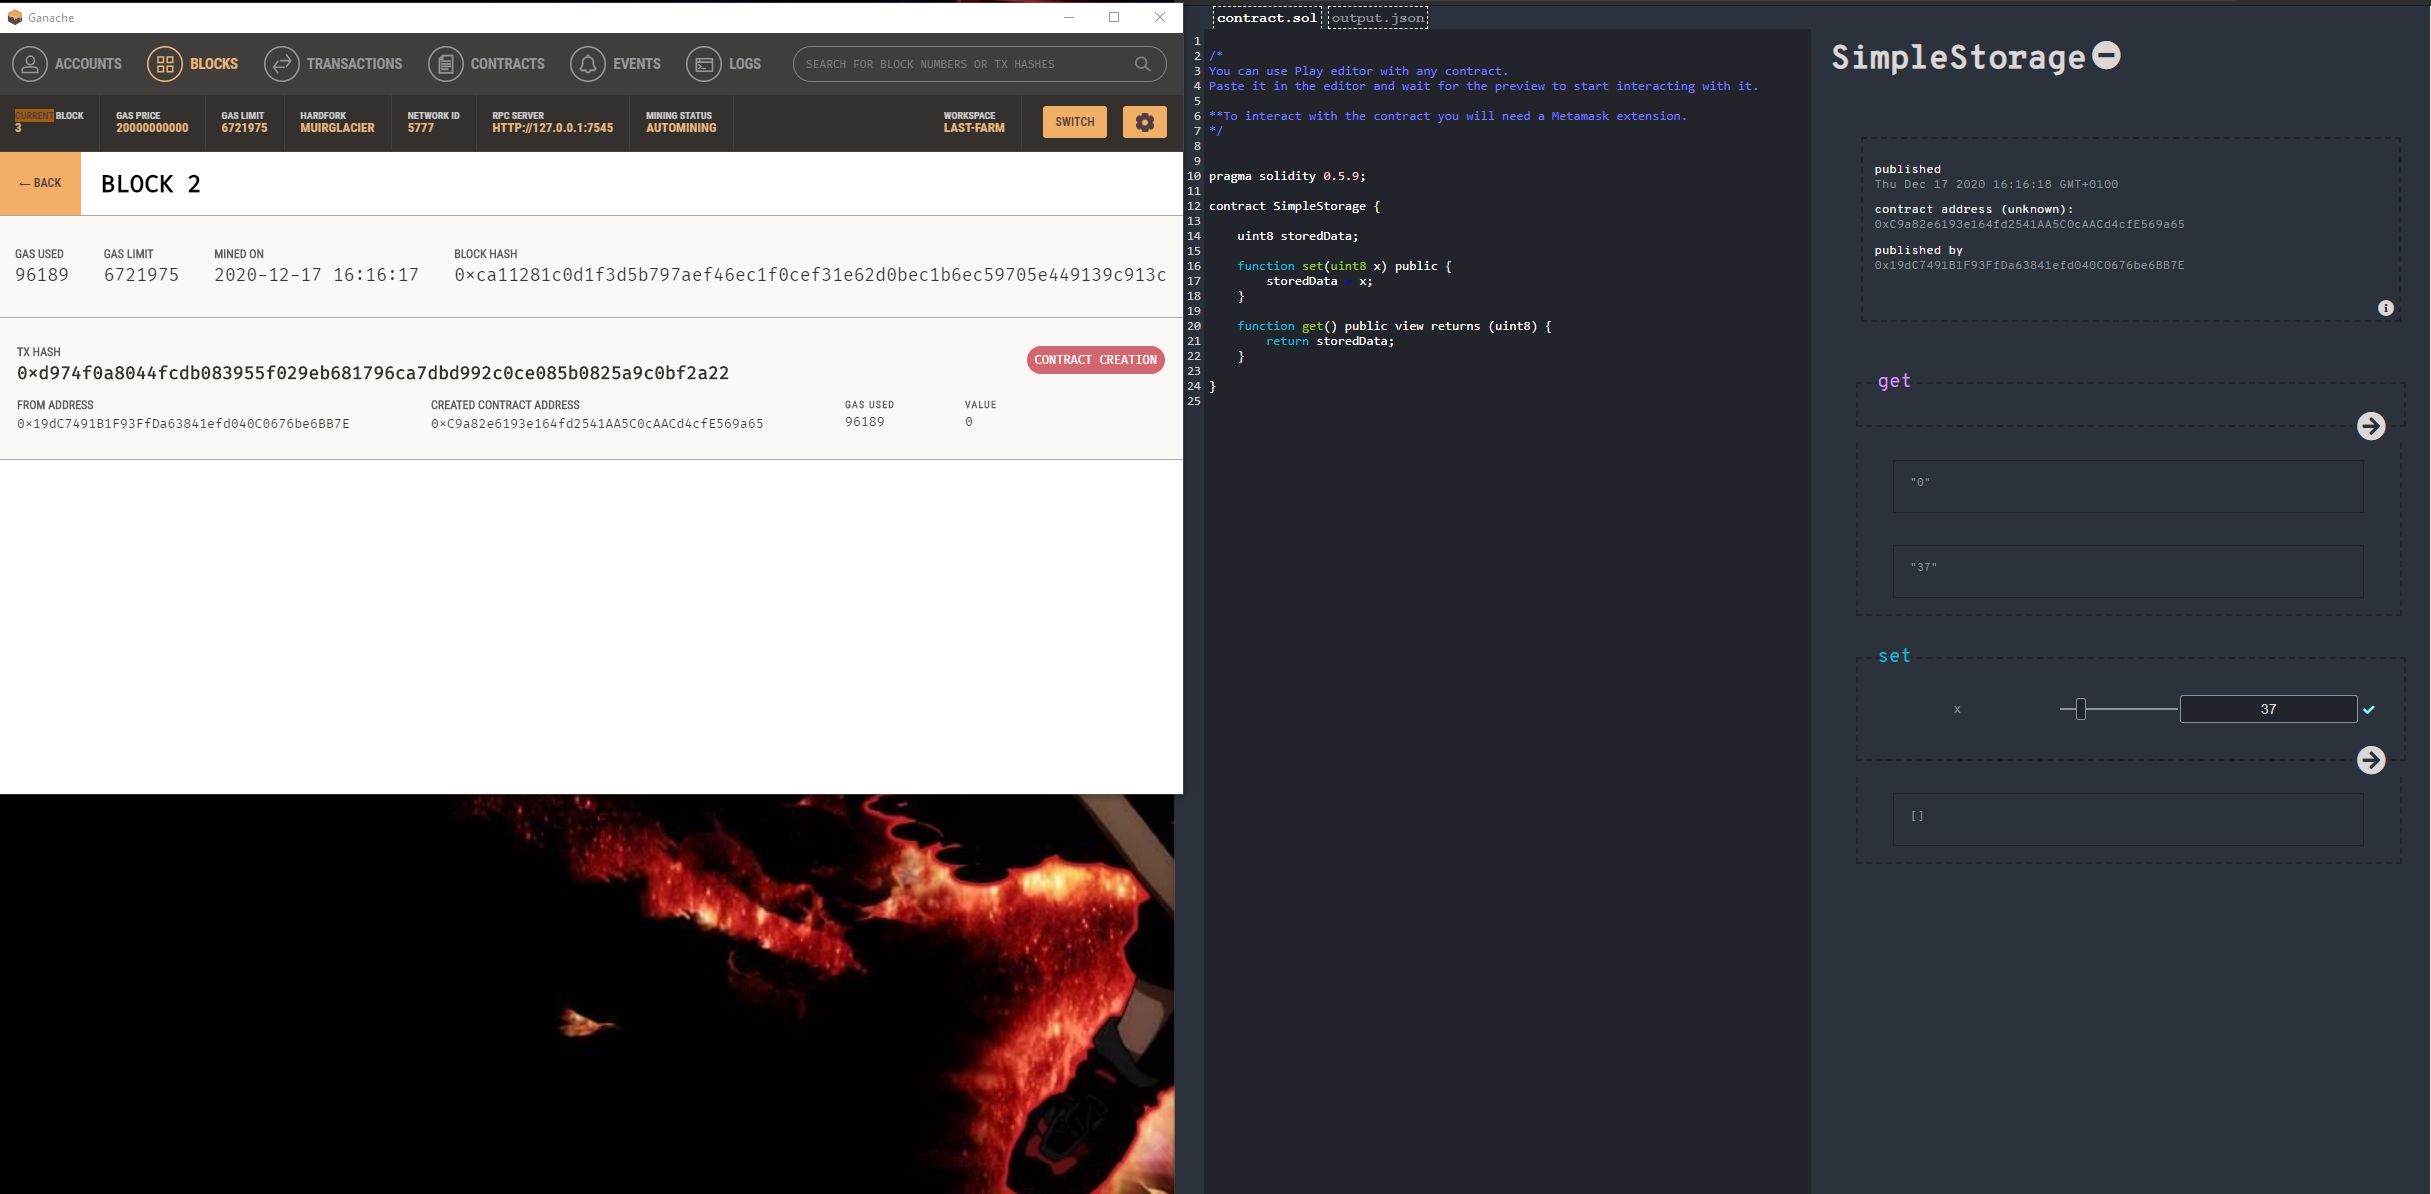 Ganache
ACCOUNTS BLOCKS TRANSACTIONS CONTRACTS EVENTS LOGS SEARCH FOR BLOCK NUMBERS OR TX HASHES
CURRENT BLOCK GAS PRICE GAS LIMIT HARDFORK NETWORK ID RPC SERVER MINING STATUS WORKSPACE SWITCH
3 20000000000 6721975 MUIRGLACIER 5777 HTTP://127.0.0.1:7545 AUTOMINING LAST-FARM
← BACK BLOCK 2
GAS USED GAS LIMIT MINED ON BLOCK HASH
96189 6721975 2020-12-17 16:16:17 0xca11281c0d1f3d5b797aef46ec1f0cef31e62d0bec1b6ec59705e449139c913c
TX HASH
0xd974f0a8044fcdb083955f029eb681796ca7dbd992c0ce085b0825a9c0bf2a22
CONTRACT CREATION
FROM ADDRESS CREATED CONTRACT ADDRESS GAS USED VALUE
0x19dC7491B1F93FfDa63841efd040C0676be6BB7E 0xC9a82e6193e164fd2541AA5C0cAACd4cfE569a65 96189 0
contract.sol output.json
1
2 /*
3 You can use Play editor with any contract.
4 Paste it in the editor and wait for the preview to start interacting with it.
5
6 **To interact with the contract you will need a Metamask extension.
7 */
8
9
10 pragma solidity 0.5.9;
11
12 contract SimpleStorage {
13
14 uint8 storedData;
15
16 function set(uint8 x) public {
17 storedData = x;
18 }
19
20 function get() public view returns (uint8) {
21 return storedData;
22 }
23
24 }
25
SimpleStorage
published
Thu Dec 17 2020 16:16:18 GMT+0100
contract address (unknown):
0xC9a82e6193e164fd2541AA5C0cAACd4cfE569a65
published by
0x19dC7491B1F93FfDa63841efd040C0676be6BB7E
get
"0"
"37"
set
x 37
[]